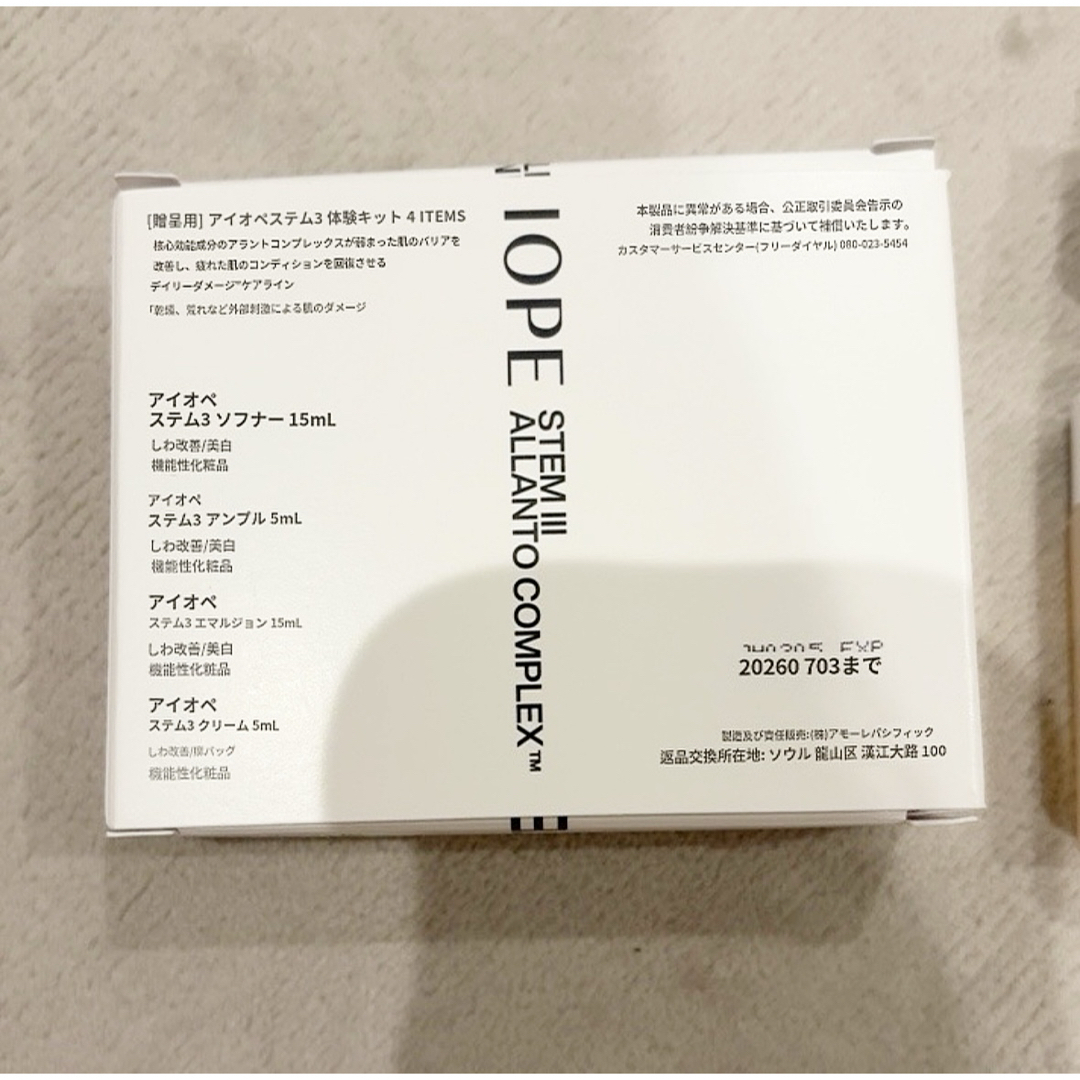 [贈呈用] アイオペステム3 体験キット 4 ITEMS
核心効能成分のアラントコンプレックスが弱まった肌のバリアを
改善し、疲れた肌のコンディションを回復させる
デイリーダメージ"ケアライン
「乾燥、荒れなど外部刺激による肌のダメージ
アイオペ
ステム3 ソフナー 15mL
しわ改善/美白
機能性化粧品
アイオペ
ステム3 アンプル 5mL
しわ改善/美白
機能性化粧品
アイオペ
ステム3 エマルジョン 15mL
しわ改善/美白
機能性化粧品
アイオペ
ステム3 クリーム 5mL
しわ改善/
機能性化粧品
IOPE
STEM III
ALLANTO COMPLEX™
本製品に異常がある場合、公正取引委員会告示の
消費者紛争解決基準に基づいて補償いたします。
カスタマーサービスセンター(フリーダイヤル) 080-023-5454
EXP
20260 703まで
製造及び責任販売:(株)アモーレパシフィック
返品交換所在地: ソウル 龍山区 漢江大路 100